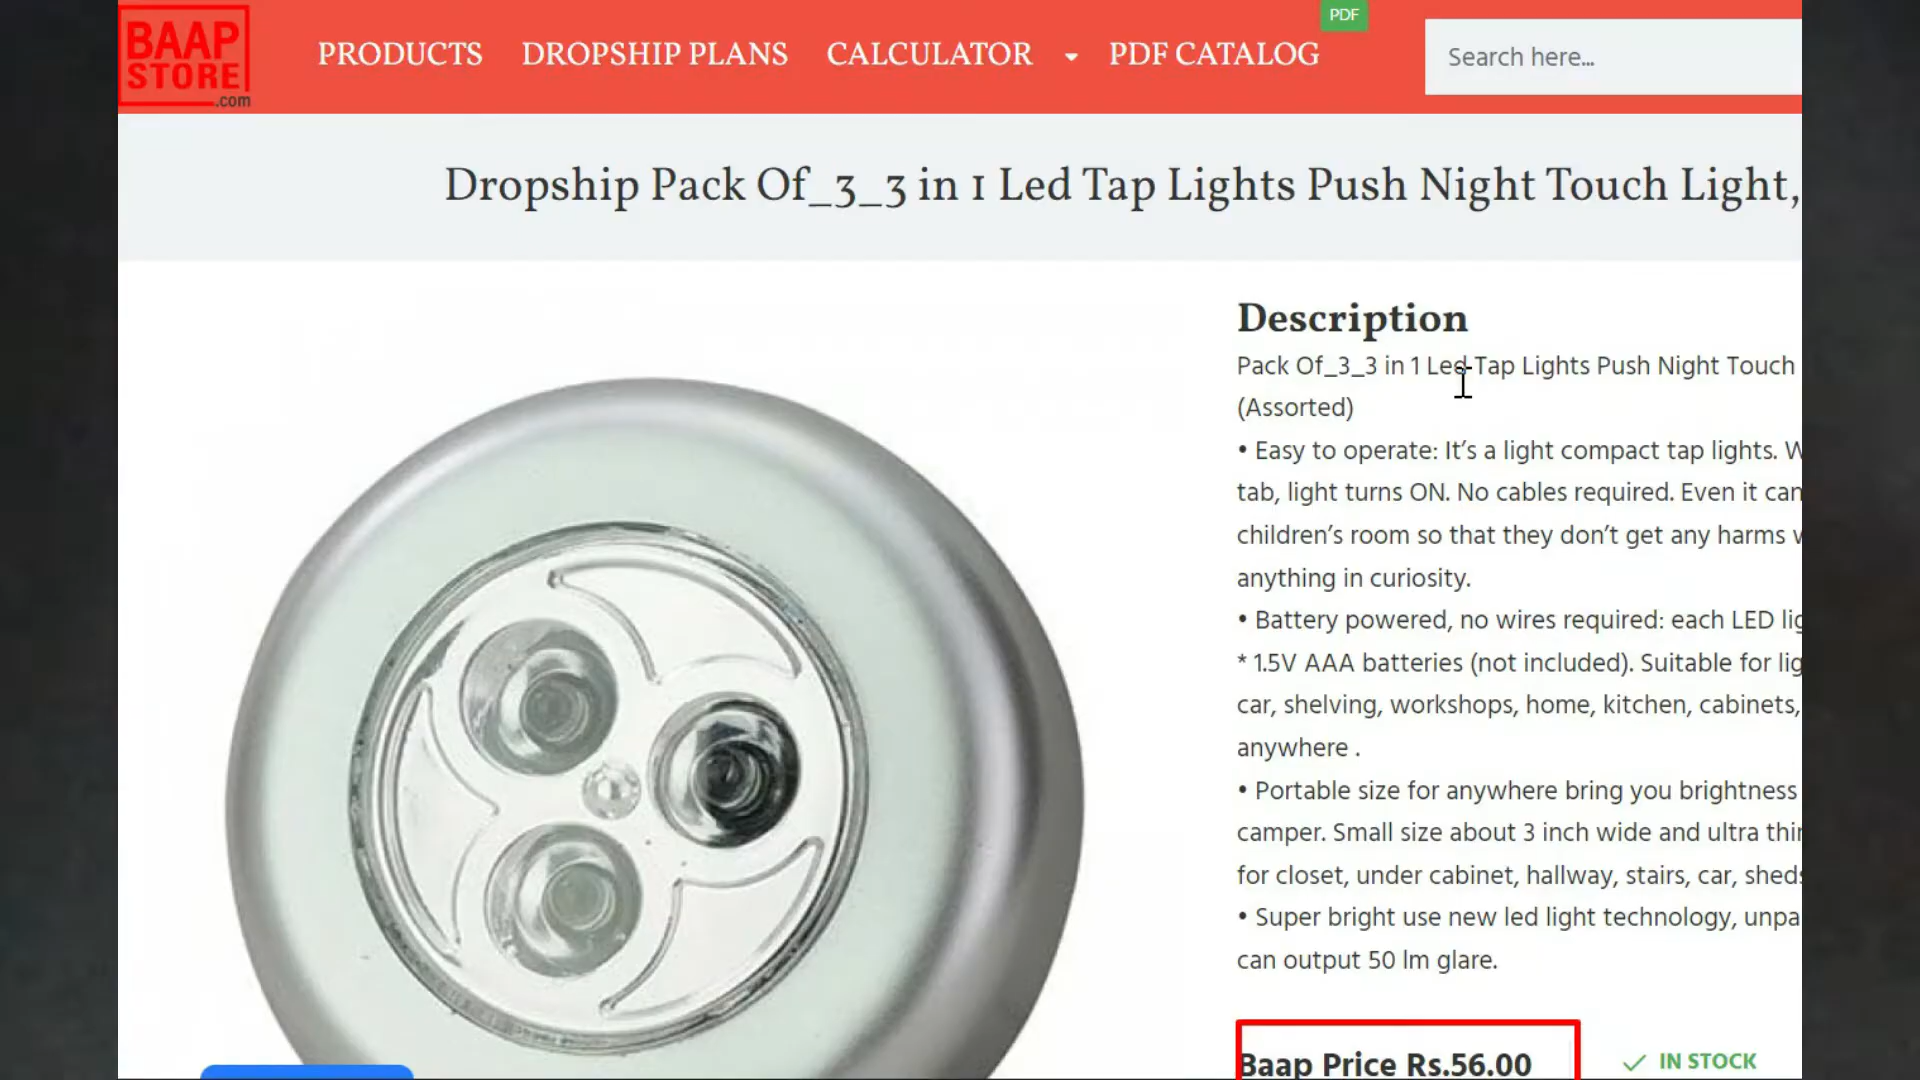 BAAP
STORE
.com
PRODUCTS DROPSHIP PLANS CALCULATOR PDF CATALOG
PDF
Search here...
Dropship Pack Of_3_3 in 1 Led Tap Lights Push Night Touch Light,
Description
Pack Of_3_3 in 1 Led Tap Lights Push Night Touch
(Assorted)
• Easy to operate: It’s a light compact tap lights. W
tab, light turns ON. No cables required. Even it can
children’s room so that they don’t get any harms
anything in curiosity.
• Battery powered, no wires required: each LED
* 1.5V AAA batteries (not included). Suitable for
car, shelving, workshops, home, kitchen, cabinets,
anywhere .
• Portable size for anywhere bring you brightness
camper. Small size about 3 inch wide and ultra
for closet, under cabinet, hallway, stairs, car,
• Super bright use new led light technology,
can output 50 lm glare.
Baap Price Rs.56.00
IN STOCK